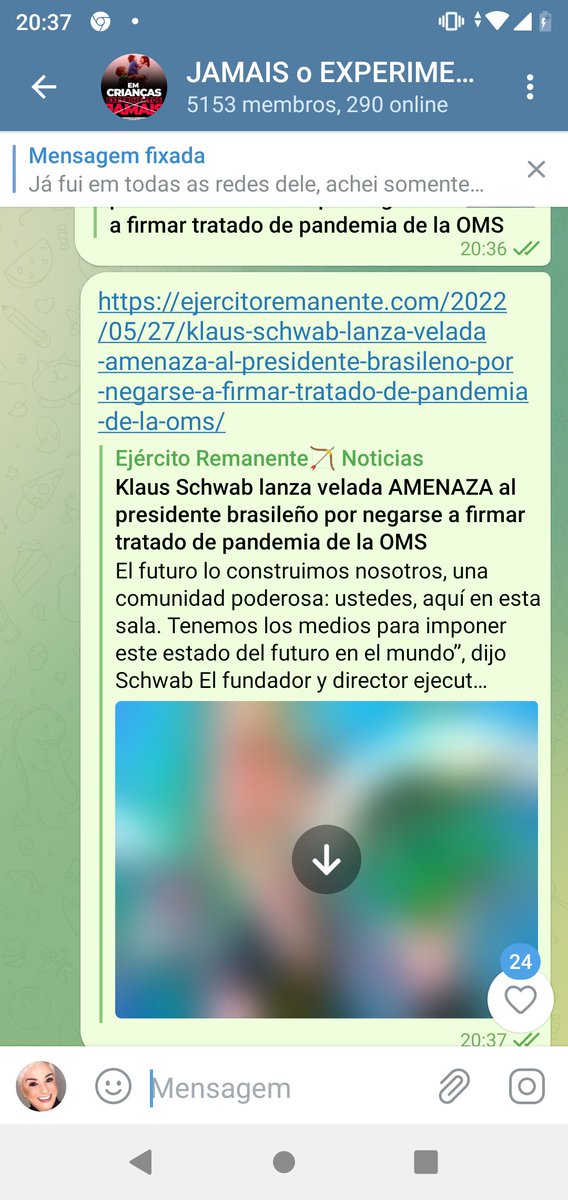 20:37
JAMAIS o EXPERIME...
5153 membros, 290 online
EM
CRIANÇAS
JAMAIS
Mensagem fixada
Já fui em todas as redes dele, achei somente...
a firmar tratado de pandemia de la OMS
20:36
https://ejercitoremanente.com/2022
/05/27/klaus-schwab-lanza-velada
-amenaza-al-presidente-brasileno-por
-negarse-a-firmar-tratado-de-pandemia
-de-la-oms/
Ejército Remanente🏹 Noticias
Klaus Schwab lanza velada AMENAZA al
presidente brasileño por negarse a firmar
tratado de pandemia de la OMS
El futuro lo construimos nosotros, una
comunidad poderosa: ustedes, aquí en esta
sala. Tenemos los medios para imponer
este estado del futuro en el mundo”, dijo
Schwab El fundador y director ejecut...
24
20:37
Mensagem